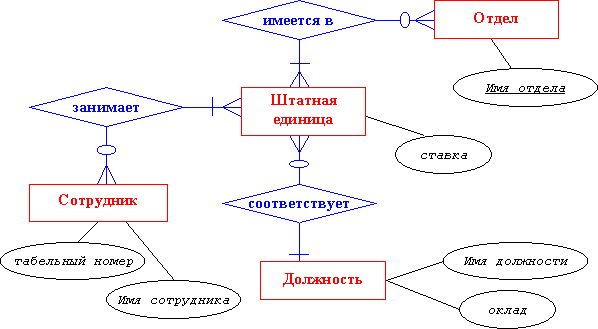 имеется в
Отдел
Имя отдела
занимает
Штатная
единица
ставка
Сотрудник
соответствует
табельный номер
Имя сотрудника
Должность
Имя должности
оклад